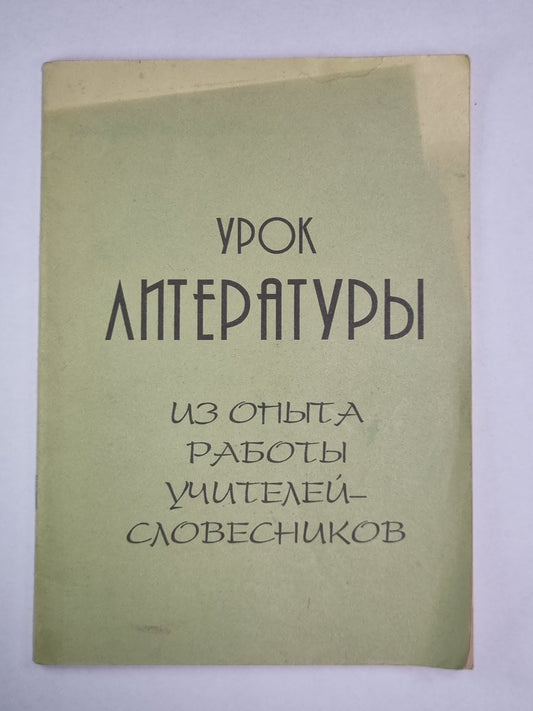 УРОК
ЛИТЕРАТУРЫ
ИЗ ОПЫТА
РАБОТЫ
УЧИТЕЛЕЙ-
СЛОВЕСНИКОВ